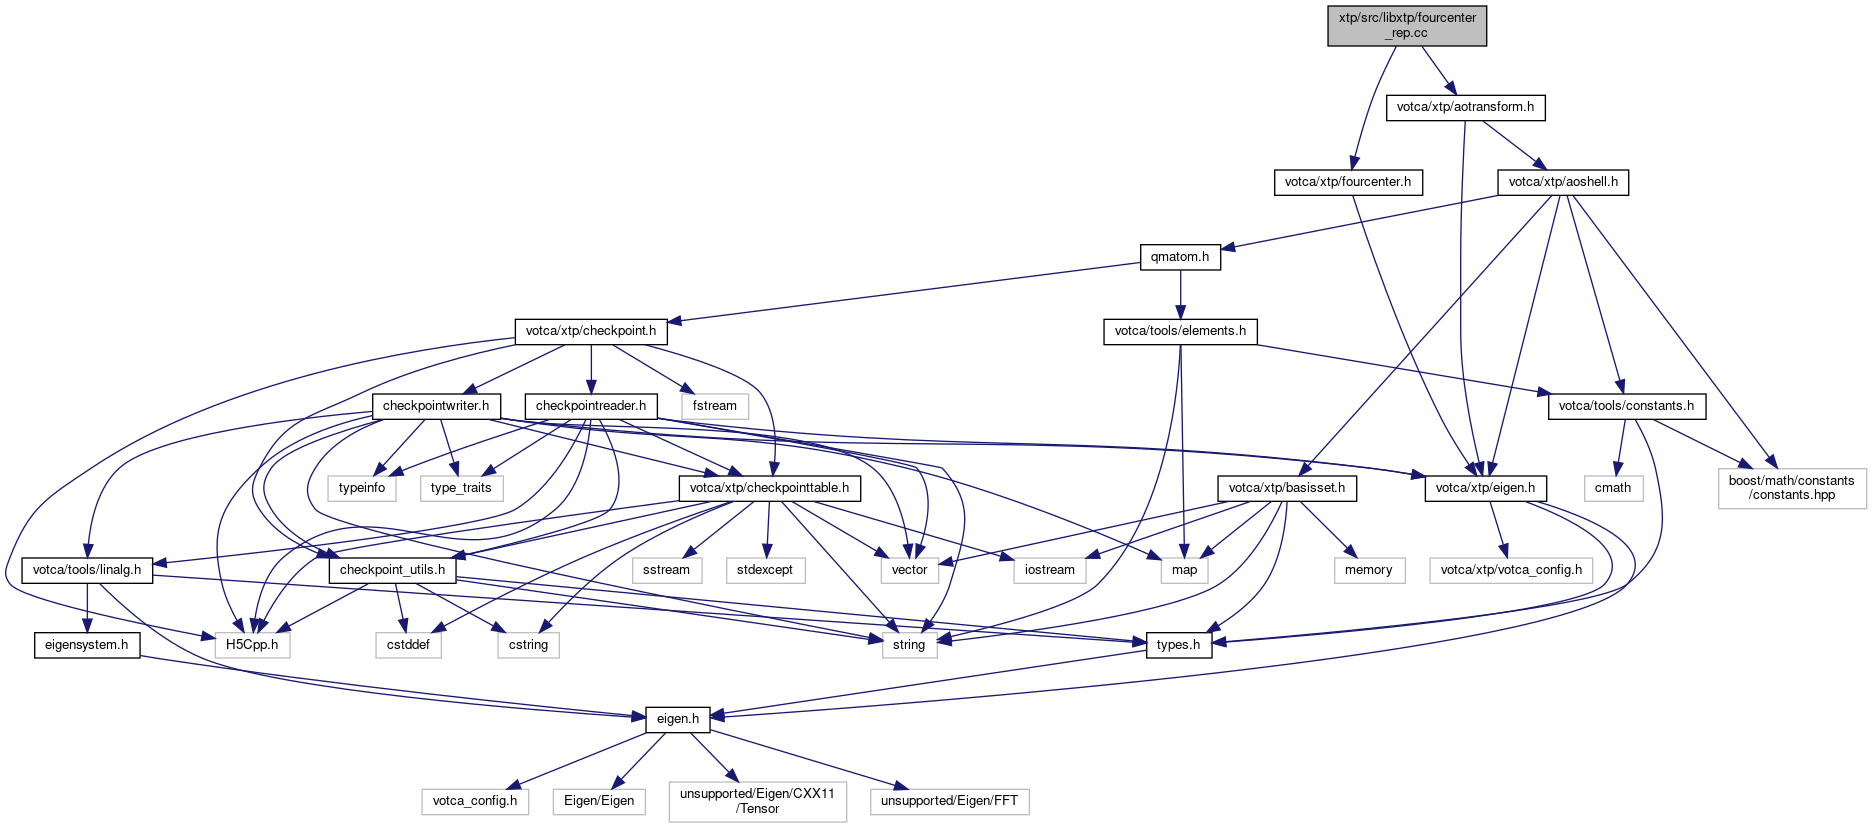 xtp/src/libxtp/fourcenter
_rep.cc
votca/xtp/aotransform.h
votca/xtp/fourcenter.h
votca/xtp/aoshell.h
qmatom.h
votca/xtp/checkpoint.h
votca/tools/elements.h
checkpointwriter.h
checkpointreader.h
fstream
votca/tools/constants.h
typeinfo
type_traits
votca/xtp/checkpointtable.h
votca/xtp/basisset.h
votca/xtp/eigen.h
cmath
boost/math/constants
/constants.hpp
votca/tools/linalg.h
checkpoint_utils.h
sstream
stdexcept
vector
iostream
map
memory
votca/xtp/votca_config.h
eigensystem.h
H5Cpp.h
cstddef
cstring
string
types.h
eigen.h
votca_config.h
Eigen/Eigen
unsupported/Eigen/CXX11
/Tensor
unsupported/Eigen/FFT